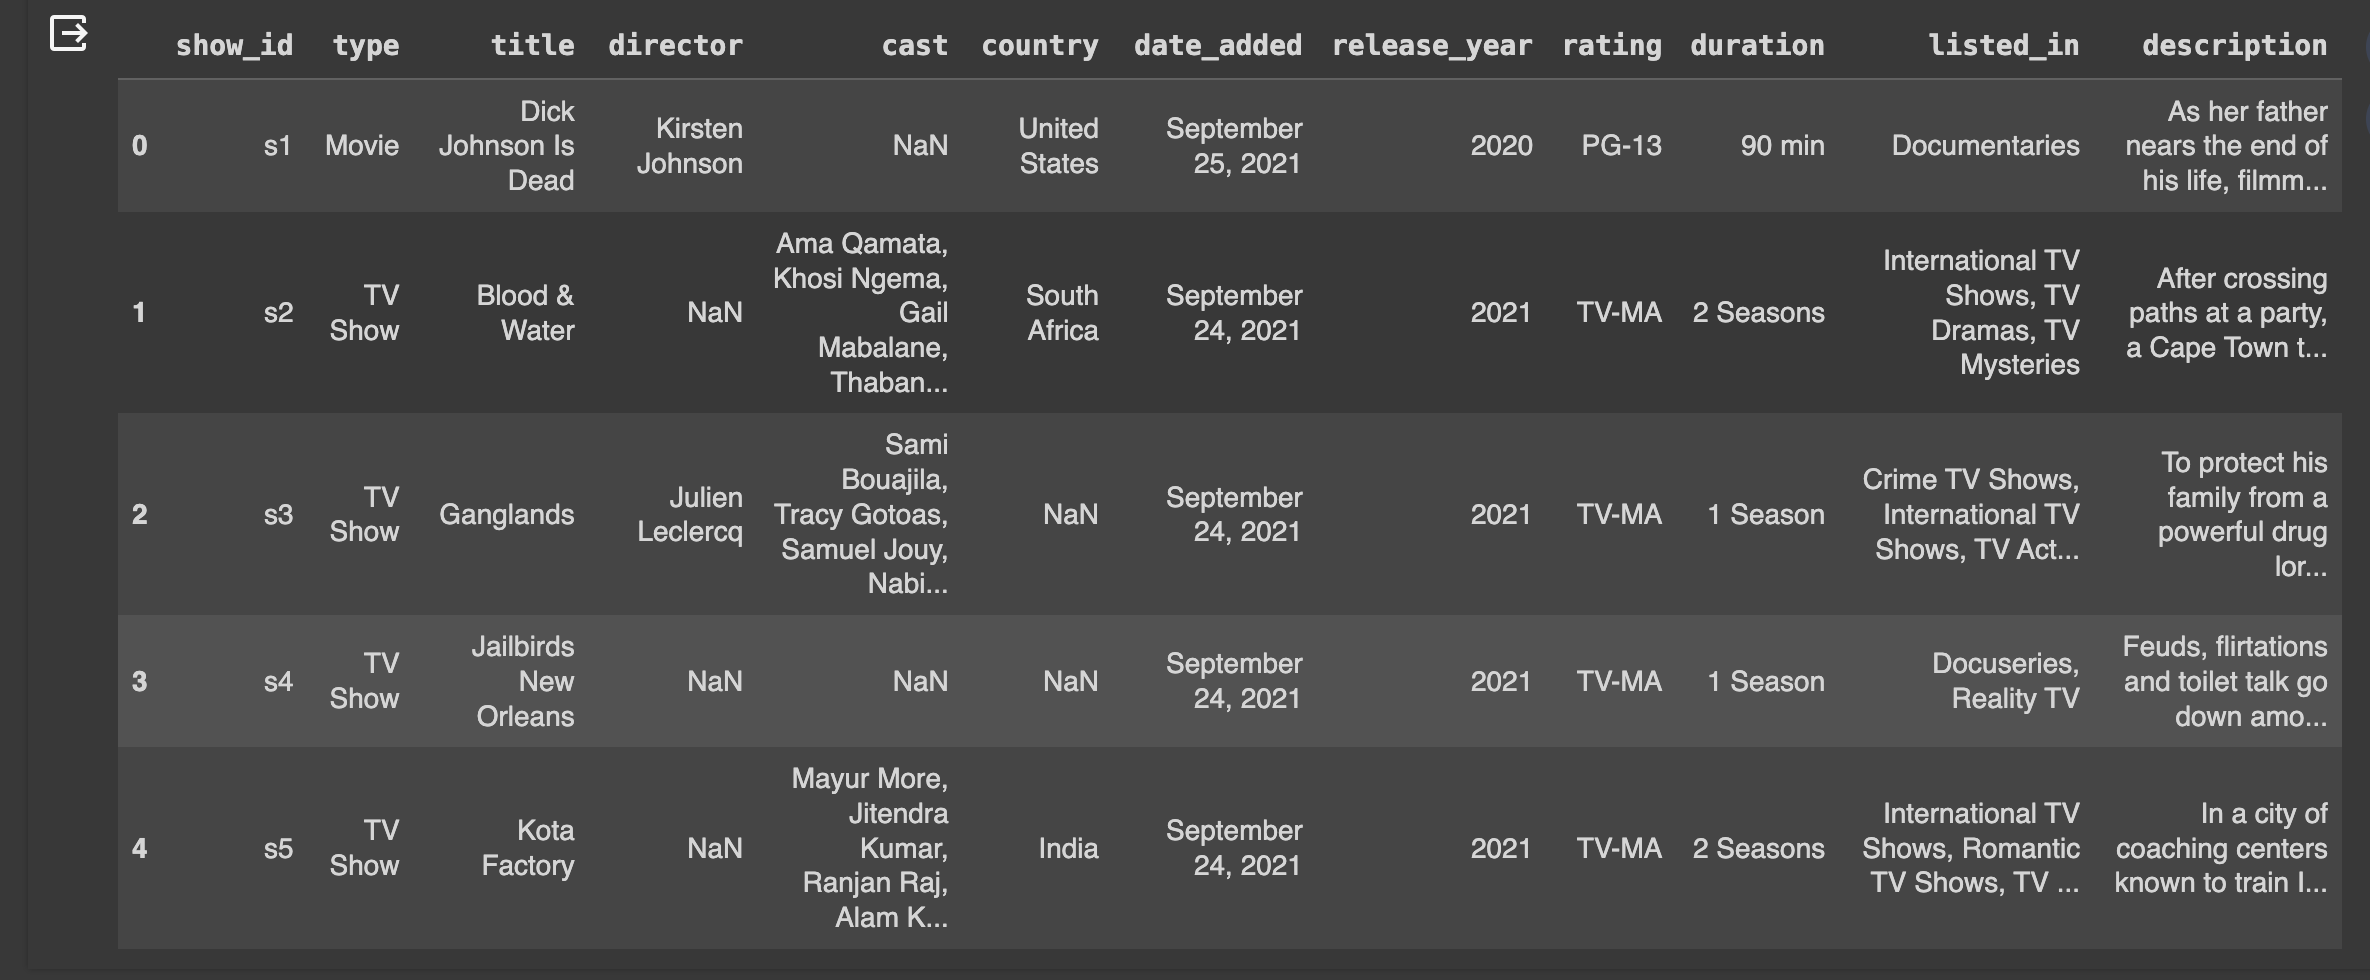 show_id type title director cast country date_added release_year rating duration listed_in description
0 s1 Movie Dick Johnson Is Dead Kirsten Johnson NaN United States September 25, 2021 2020 PG-13 90 min Documentaries As her father nears the end of his life, filmm...
1 s2 TV Show Blood & Water NaN Ama Qamata, Khosi Ngema, Gail Mabalane, Thaban... South Africa September 24, 2021 2021 TV-MA 2 Seasons International TV Shows, TV Dramas, TV Mysteries After crossing paths at a party, a Cape Town t...
2 s3 TV Show Ganglands Julien Leclercq Sami Bouajila, Tracy Gotoas, Samuel Jouy, Nabi... NaN September 24, 2021 2021 TV-MA 1 Season Crime TV Shows, International TV Shows, TV Act... To protect his family from a powerful drug lor...
3 s4 TV Show Jailbirds New Orleans NaN NaN NaN September 24, 2021 2021 TV-MA 1 Season Docuseries, Reality TV Feuds, flirtations and toilet talk go down amo...
4 s5 TV Show Kota Factory NaN Mayur More, Jitendra Kumar, Ranjan Raj, Alam K... India September 24, 2021 2021 TV-MA 2 Seasons International TV Shows, Romantic TV Shows, TV ... In a city of coaching centers known to train I...